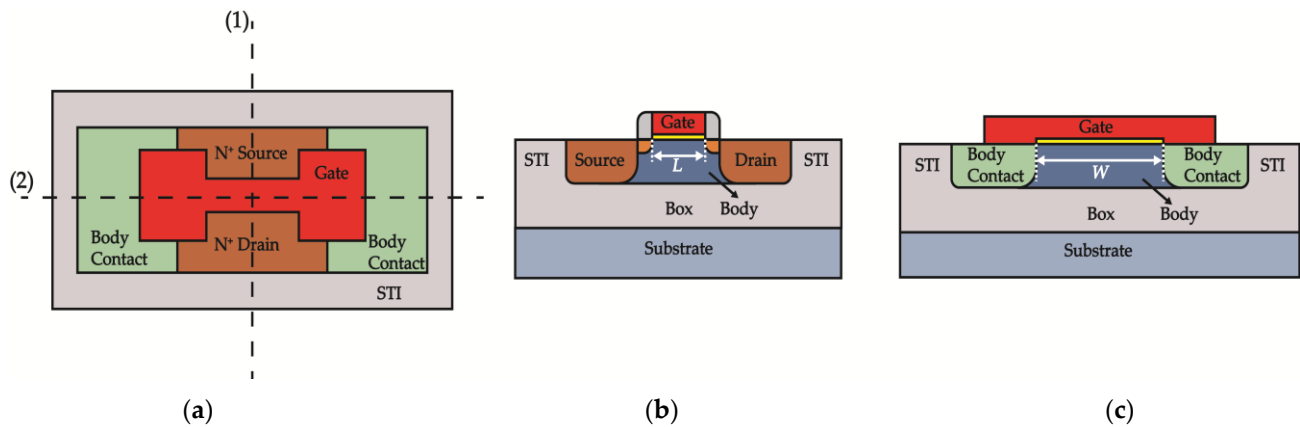 (1)
N⁺ Source
Gate
(2)
Body
Contact
N⁺ Drain
Body
Contact
STI
(a)
Gate
STI
Source
L
Drain
STI
Box
Body
Substrate
(b)
Gate
STI
Body
Contact
W
Body
Contact
STI
Box
Body
Substrate
(c)